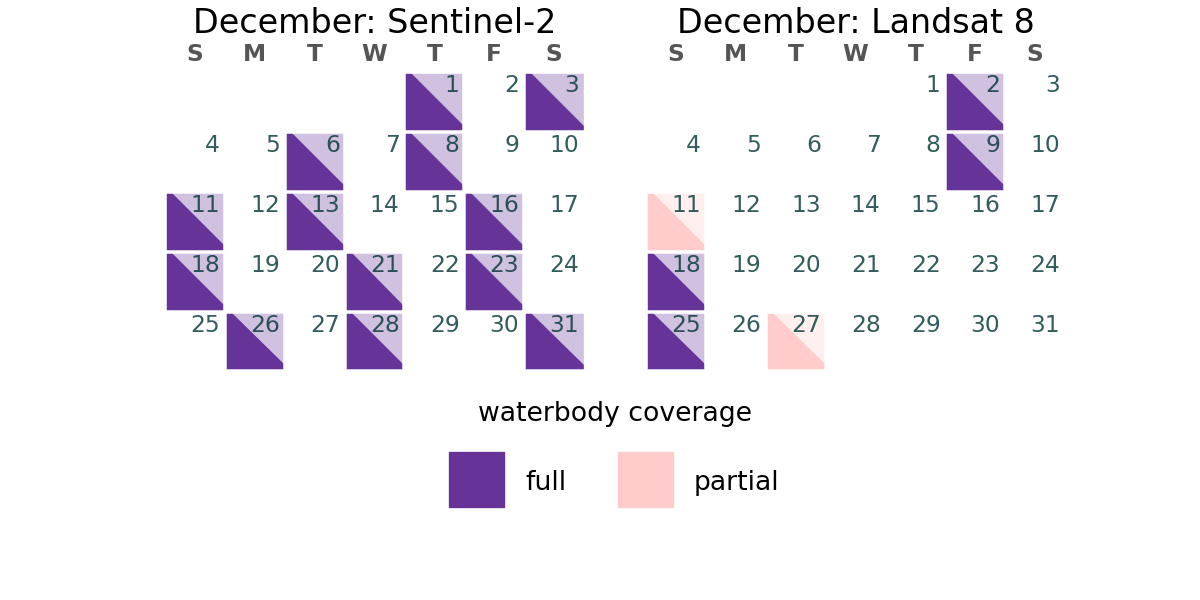 December: Sentinel-2
S M T W T F S
1 2 3
4 5 6 7 8 9 10
11 12 13 14 15 16 17
18 19 20 21 22 23 24
25 26 27 28 29 30 31
December: Landsat 8
S M T W T F S
1 2 3
4 5 6 7 8 9 10
11 12 13 14 15 16 17
18 19 20 21 22 23 24
25 26 27 28 29 30 31
waterbody coverage
full partial